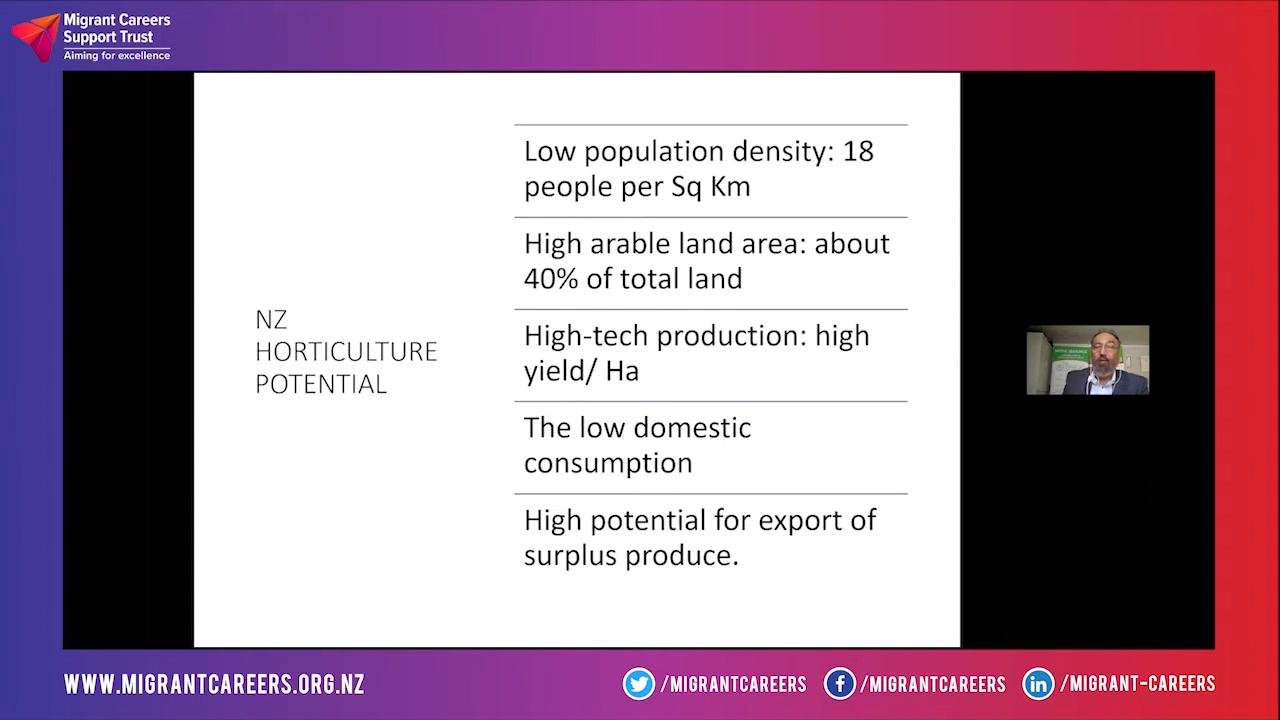 Migrant Careers
Support Trust
Aiming for excellence
NZ
HORTICULTURE
POTENTIAL
Low population density: 18
people per Sq Km
High arable land area: about
40% of total land
High-tech production: high
yield/ Ha
The low domestic
consumption
High potential for export of
surplus produce.
WWW.MIGRANTCAREERS.ORG.NZ
/MIGRANTCAREERS
/MIGRANTCAREERS
/MIGRANT-CAREERS